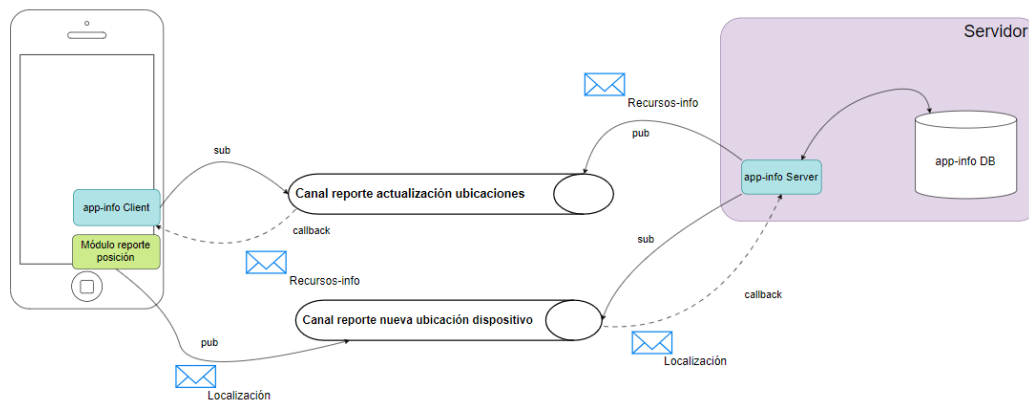 Servidor
Recursos-info
pub
sub
app-info DB
app-info Server
Canal reporte actualización ubicaciones
app-info Client
callback
Módulo reporte
posición
sub
Recursos-info
callback
Canal reporte nueva ubicación dispositivo
pub
Localización
Localización